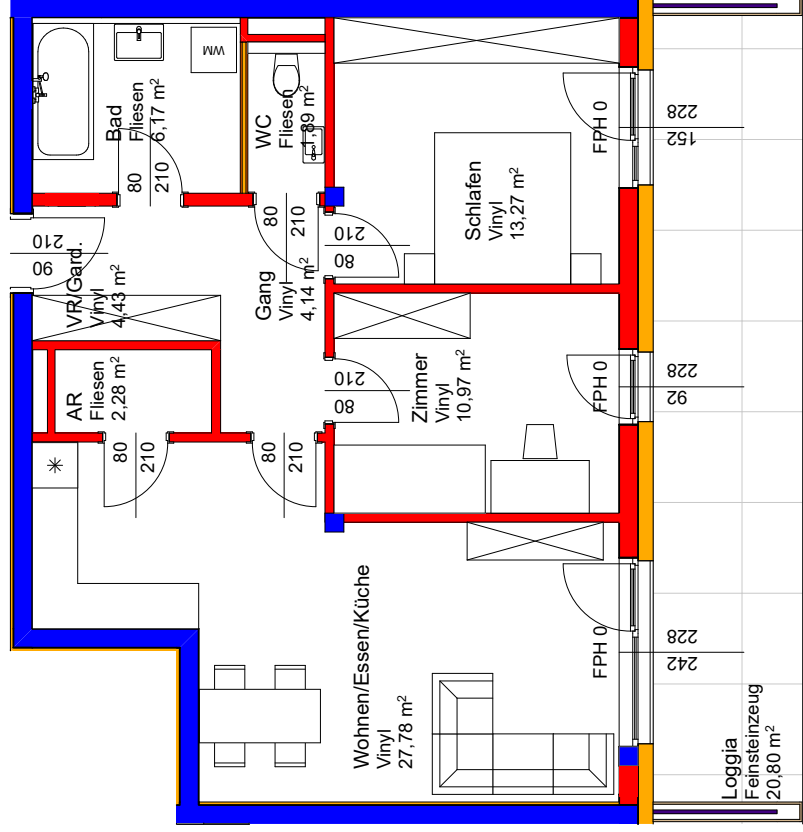 Bad
Fliesen
6,17 m²
WM
WC
Fliesen
1,89 m²
80
210
80
210
210
90
VR/Gard.
Vinyl
4,43 m²
Gang
Vinyl
4,14 m²
210
80
Schlafen
Vinyl
13,27 m²
FPH 0
228
152
AR
Fliesen
2,28 m²
80
210
80
210
210
80
Zimmer
Vinyl
10,97 m²
FPH 0
228
92
Wohnen/Essen/Küche
Vinyl
27,78 m²
FPH 0
228
242
Loggia
Feinsteinzeug
20,80 m²